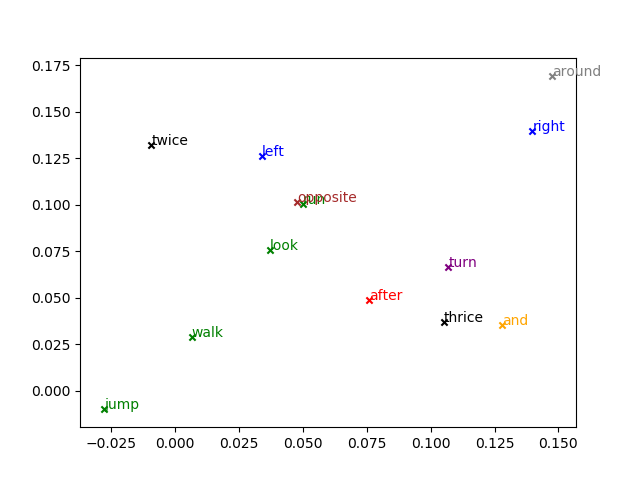 0.175
0.150
0.125
0.100
0.075
0.050
0.025
0.000
around
right
twice
left
opposite
run
look
turn
after
thrice
and
walk
jump
−0.025
0.000
0.025
0.050
0.075
0.100
0.125
0.150